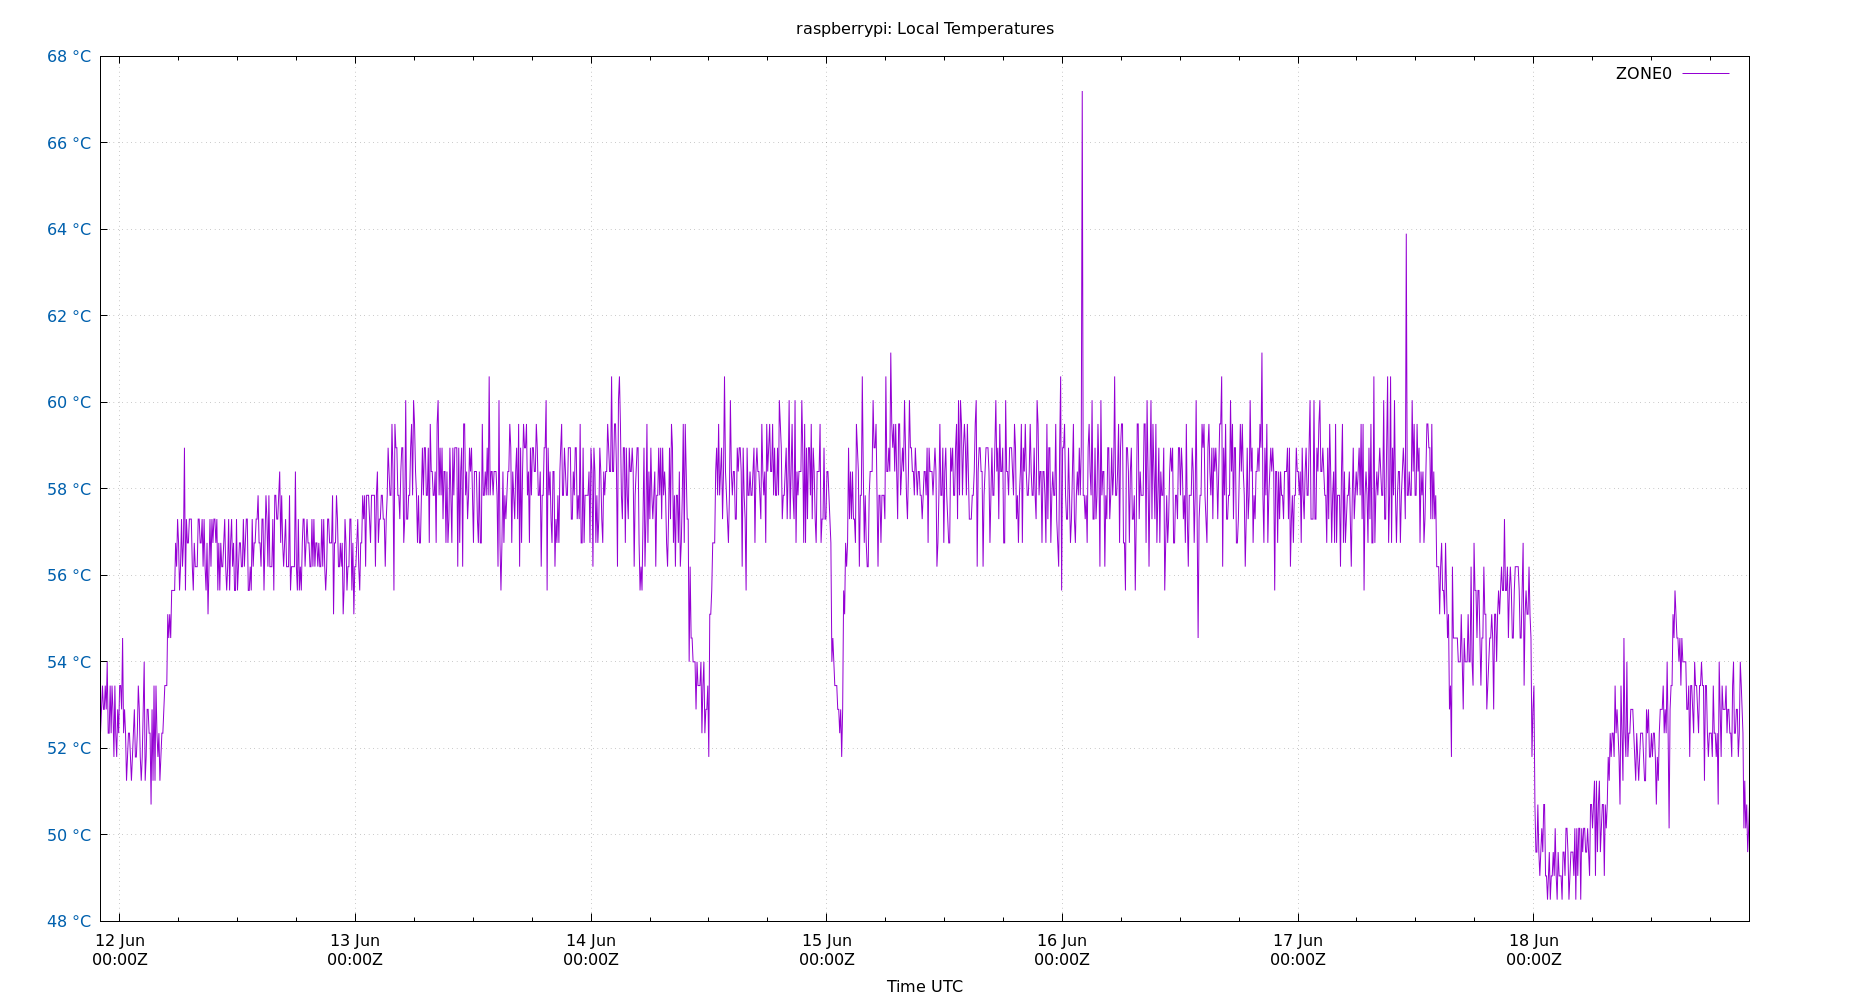 raspberrypi: Local Temperatures
68 °C
ZONE0
66 °C
64 °C
62 °C
60 °C
58 °C
56 °C
54 °C
52 °C
50 °C
48 °C
12 Jun 13 Jun 14 Jun 15 Jun 16 Jun 17 Jun 18 Jun
00:00Z 00:00Z 00:00Z 00:00Z 00:00Z 00:00Z 00:00Z
Time UTC